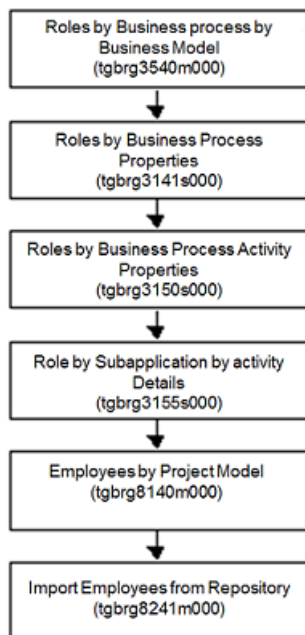 Roles by Business process by
Business Model
(tgbrg3540m000)
Roles by Business Process
Properties
(tgbrg3141s000)
Roles by Business Process Activity
Properties
(tgbrg3150s000)
Role by Subapplication by activity
Details
(tgbrg3155s000)
Employees by Project Model
(tgbrg8140m000)
Import Employees from Repository
(tgbrg8241m000)